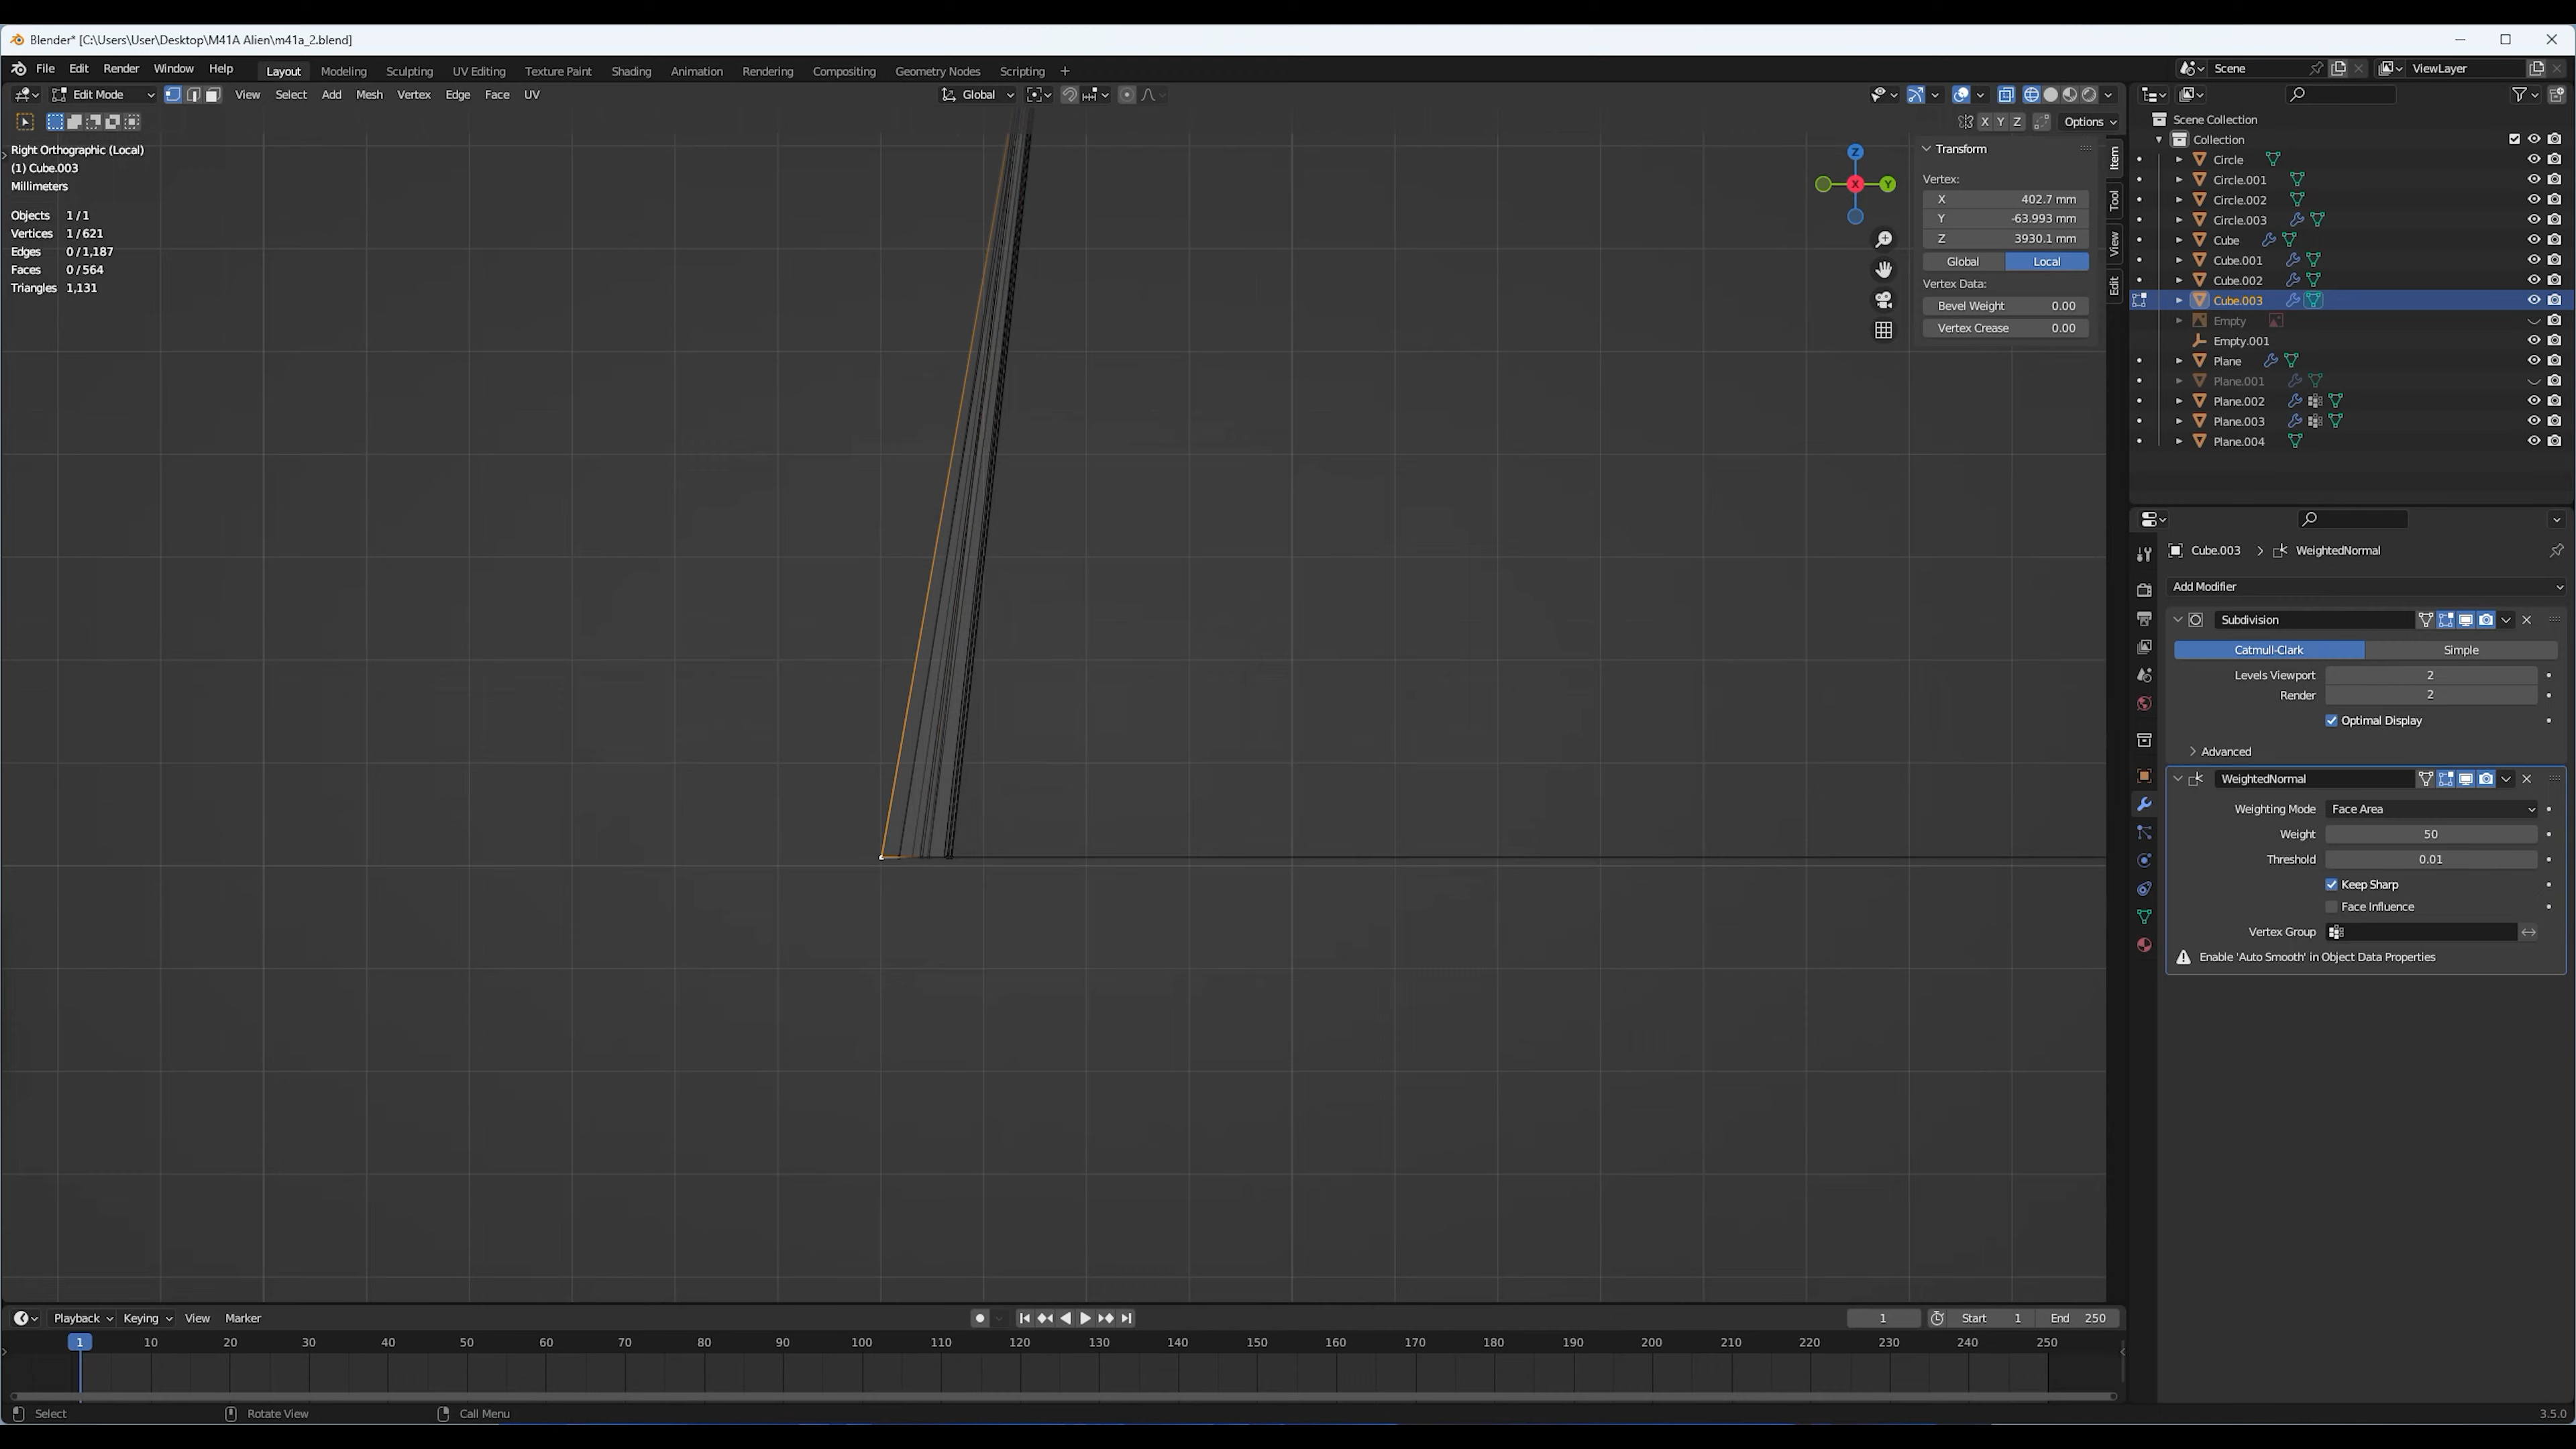 Blender* [C:\Users\User\Desktop\M41A Alien\m41a_2.blend]
File Edit Render Window Help Layout Modeling Sculpting UV Editing Texture Paint Shading Animation Rendering Compositing Geometry Nodes Scripting + Scene ViewLayer
Edit Mode View Select Add Mesh Vertex Edge Face UV Global
X Y Z Options
Right Orthographic (Local)
(1) Cube.003
Millimeters
Objects 1 / 1
Vertices 1 / 621
Edges 0 / 1,187
Faces 0 / 564
Triangles 1,131
Z
X
Y
Transform
Vertex:
X 402.7 mm
Y -63.993 mm
Z 3930.1 mm
Global Local
Vertex Data:
Bevel Weight 0.00
Vertex Crease 0.00
Item
Tool
View
Edit
Scene Collection
Collection
Circle
Circle.001
Circle.002
Circle.003
Cube
Cube.001
Cube.002
Cube.003
Empty
Empty.001
Plane
Plane.001
Plane.002
Plane.003
Plane.004
Cube.003 > WeightedNormal
Add Modifier
Subdivision
Catmull-Clark Simple
Levels Viewport 2
Render 2
Optimal Display
Advanced
WeightedNormal
Weighting Mode Face Area
Weight 50
Threshold 0.01
Keep Sharp
Face Influence
Vertex Group
Enable 'Auto Smooth' in Object Data Properties
Playback Keying View Marker 1 Start 1 End 250
1 10 20 30 40 50 60 70 80 90 100 110 120 130 140 150 160 170 180 190 200 210 220 230 240 250
Select Rotate View Call Menu 3.5.0